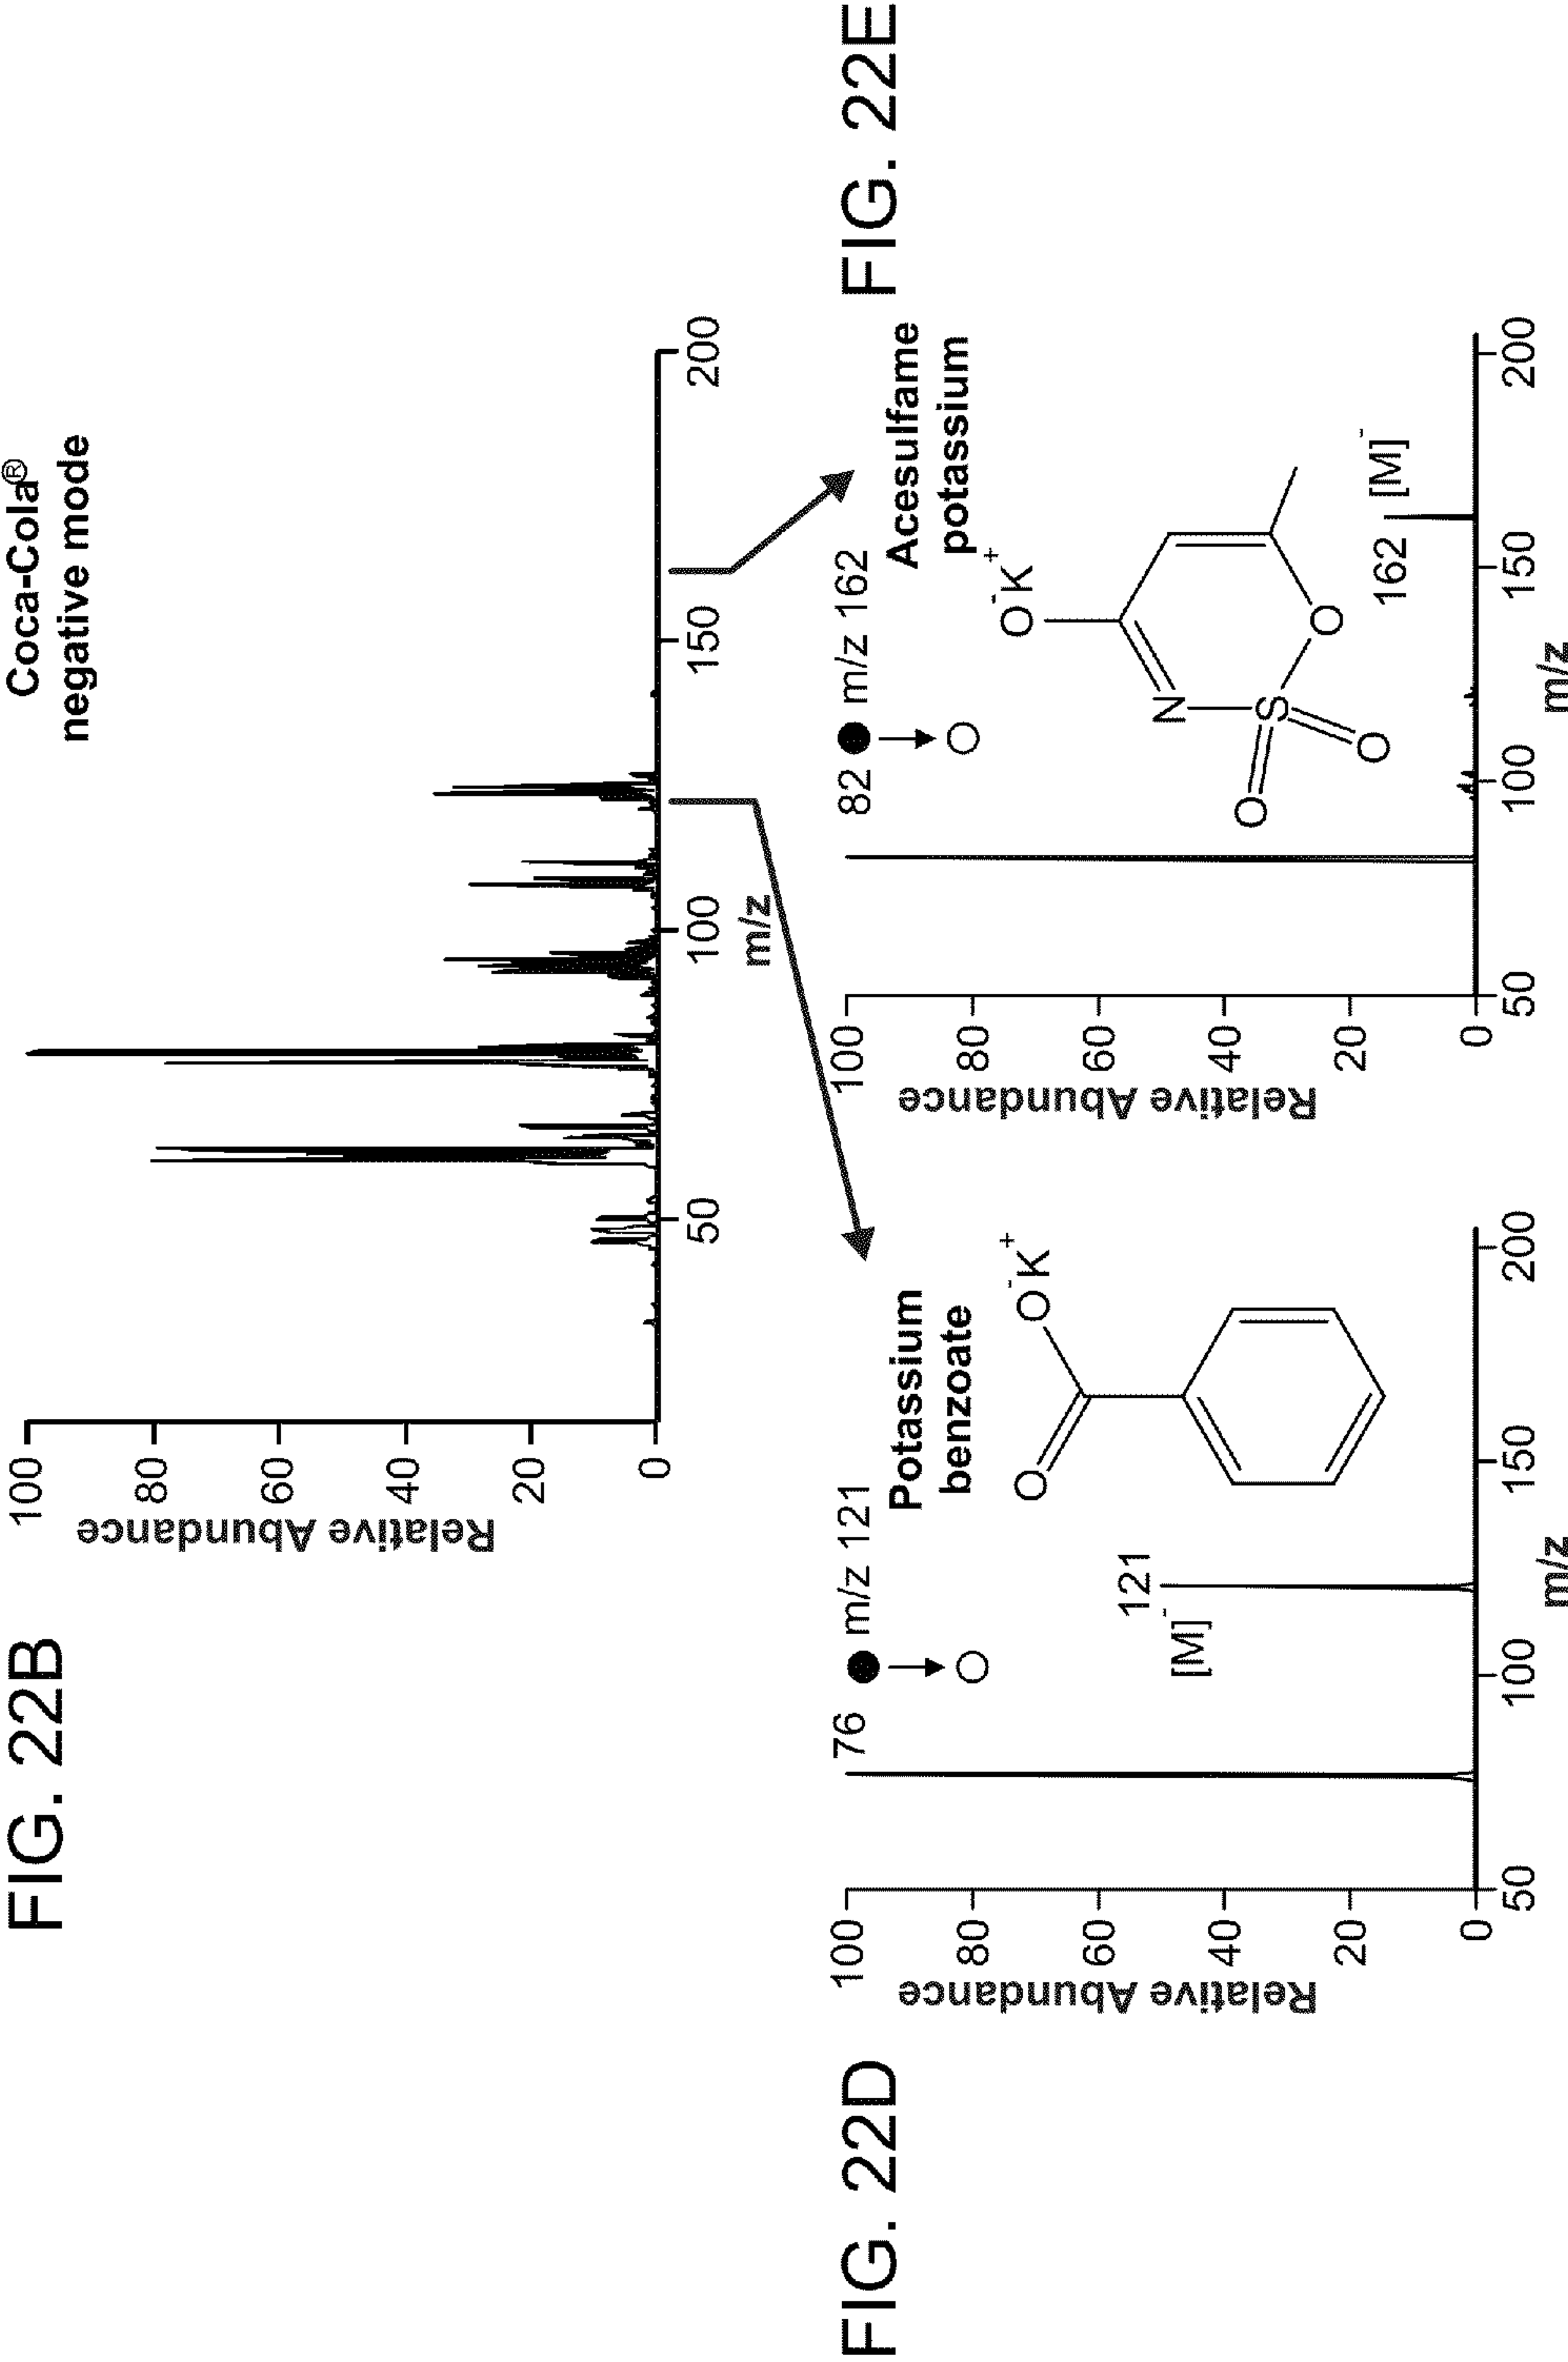 FIG. 22B
Coca-Cola®
negative mode
Relative Abundance
100
80
60
40
20
0
50
100
150
200
m/z
FIG. 22D
Relative Abundance
100
80
60
40
20
0
76
m/z 121
Potassium
benzoate
O
O⁻K⁺
121
[M]⁻
50
100
150
200
m/z
FIG. 22E
Relative Abundance
100
80
60
40
20
0
82
m/z 162
Acesulfame
potassium
O⁻K⁺
N
S
O
O
O
162
[M]⁻
50
100
150
200
m/z